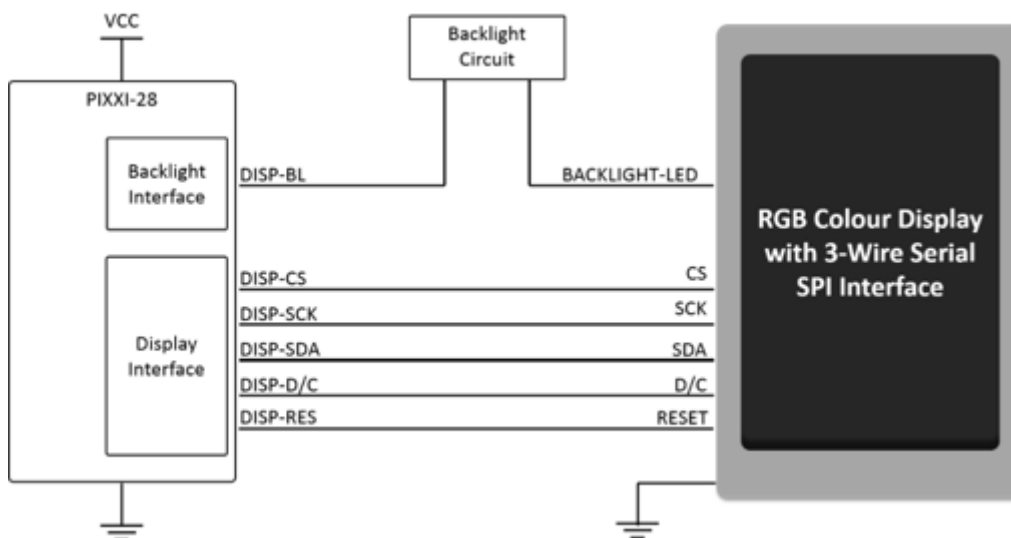 VCC
PIXXI-28
Backlight
Interface
DISP-BL
Backlight
Circuit
BACKLIGHT-LED
Display
Interface
DISP-CS
DISP-SCK
DISP-SDA
DISP-D/C
DISP-RES
CS
SCK
SDA
D/C
RESET
RGB Colour Display
with 3-Wire Serial
SPI Interface